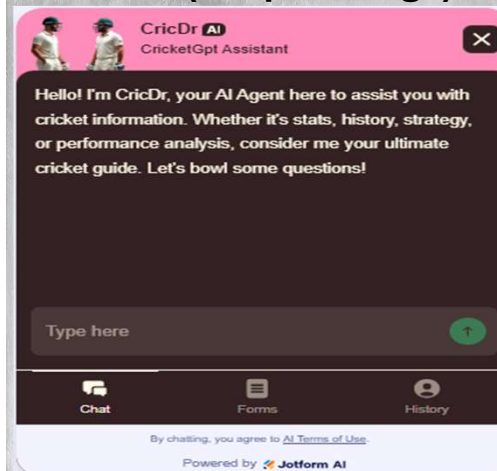 CricDr AI
CricketGpt Assistant
Hello! I'm CricDr, your AI Agent here to assist you with
cricket information. Whether it's stats, history, strategy,
or performance analysis, consider me your ultimate
cricket guide. Let's bowl some questions!
Type here
Chat Forms History
By chatting, you agree to AI Terms of Use.
Powered by Jotform AI